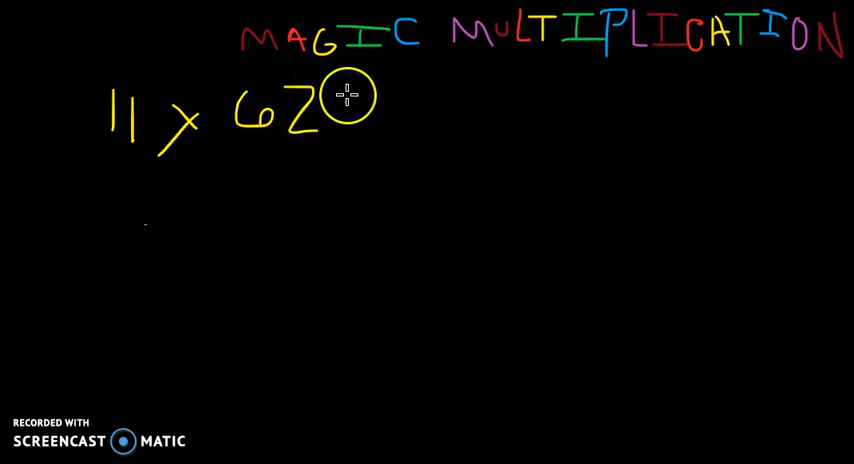 MAGIC MULTIPLICATION
11 x 62
RECORDED WITH
SCREENCAST MATIC